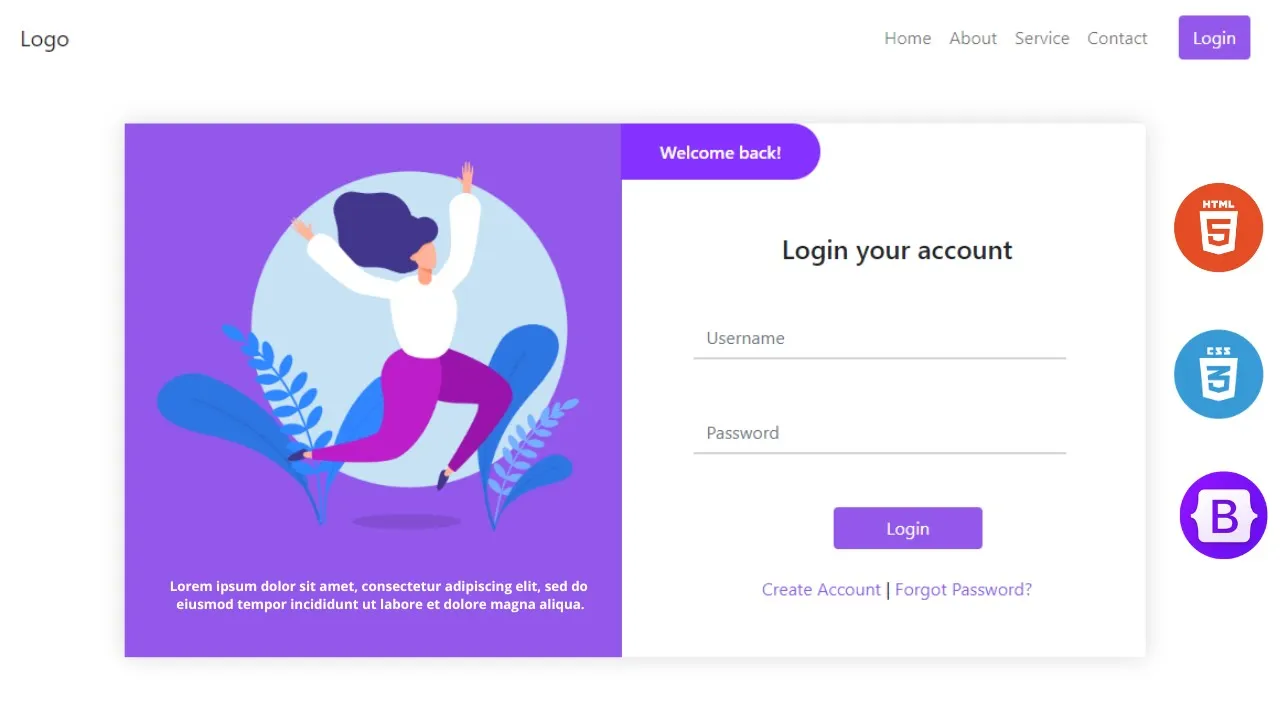 Logo
Home About Service Contact Login
Welcome back!
Login your account
Username
Password
Login
Create Account | Forgot Password?
Lorem ipsum dolor sit amet, consectetur adipiscing elit, sed do
eiusmod tempor incididunt ut labore et dolore magna aliqua.
HTML
5
CSS
3
B